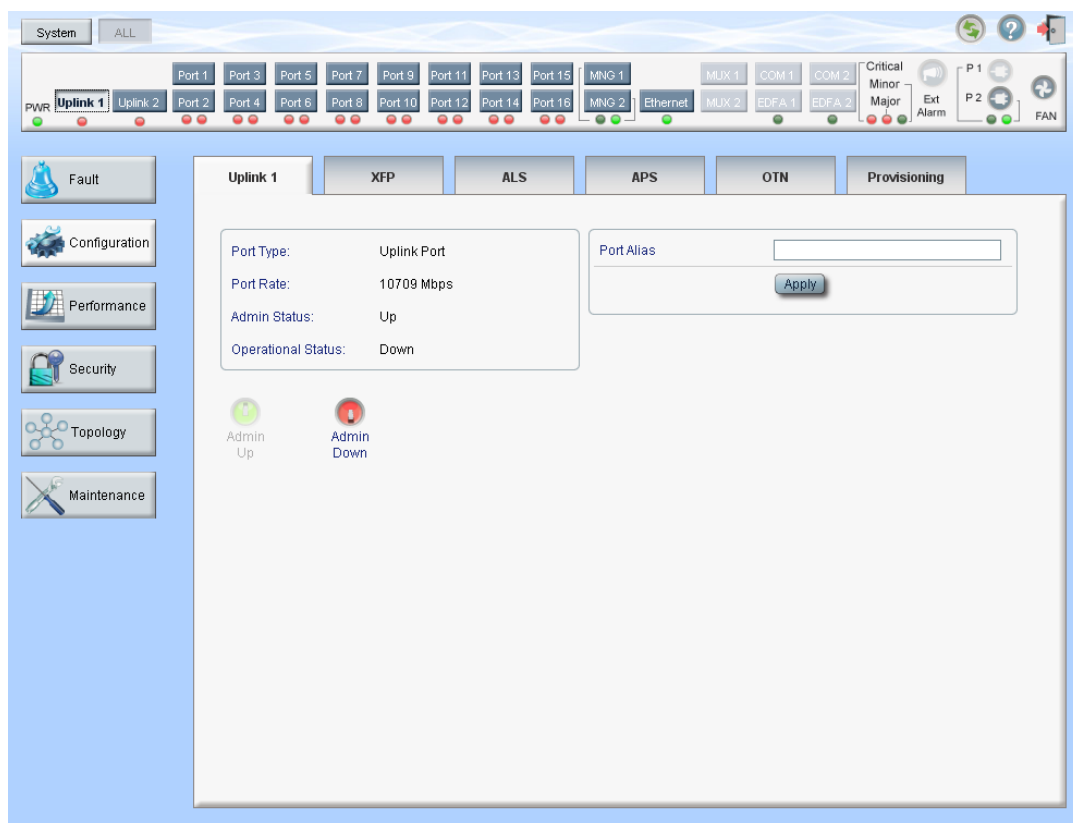 System ALL
Port 1 Port 3 Port 5 Port 7 Port 9 Port 11 Port 13 Port 15 MNG 1 MUX 1 COM 1 COM 2 Critical P 1
Minor
PWR Uplink 1 Uplink 2 Port 2 Port 4 Port 6 Port 8 Port 10 Port 12 Port 14 Port 16 MNG 2 Ethernet MUX 2 EDFA 1 EDFA 2 Major Ext Alarm P 2 FAN
Uplink 1 XFP ALS APS OTN Provisioning
Fault
Configuration
Performance
Security
Topology
Maintenance
Port Type: Uplink Port
Port Rate: 10709 Mbps
Admin Status: Up
Operational Status: Down
Port Alias
Apply
Admin Up
Admin Down